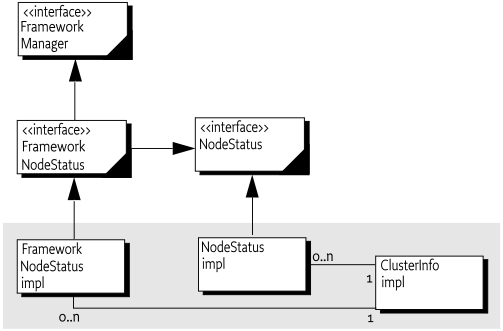 <<interface>>
Framework
Manager
<<interface>>
Framework
NodeStatus
<<interface>>
NodeStatus
Framework
NodeStatus
impl
NodeStatus
impl
o..n
1
ClusterInfo
impl
o..n
1